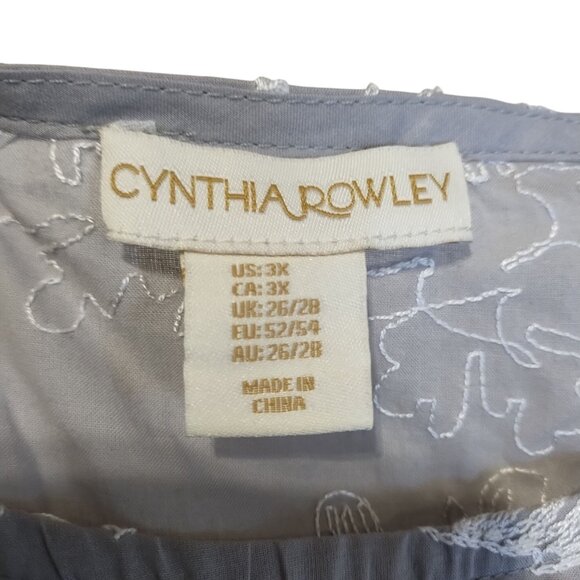 CYNTHIA ROWLEY
US: 3X
CA: 3X
UK: 26/28
EU: 52/54
AU: 26/28
MADE IN
CHINA